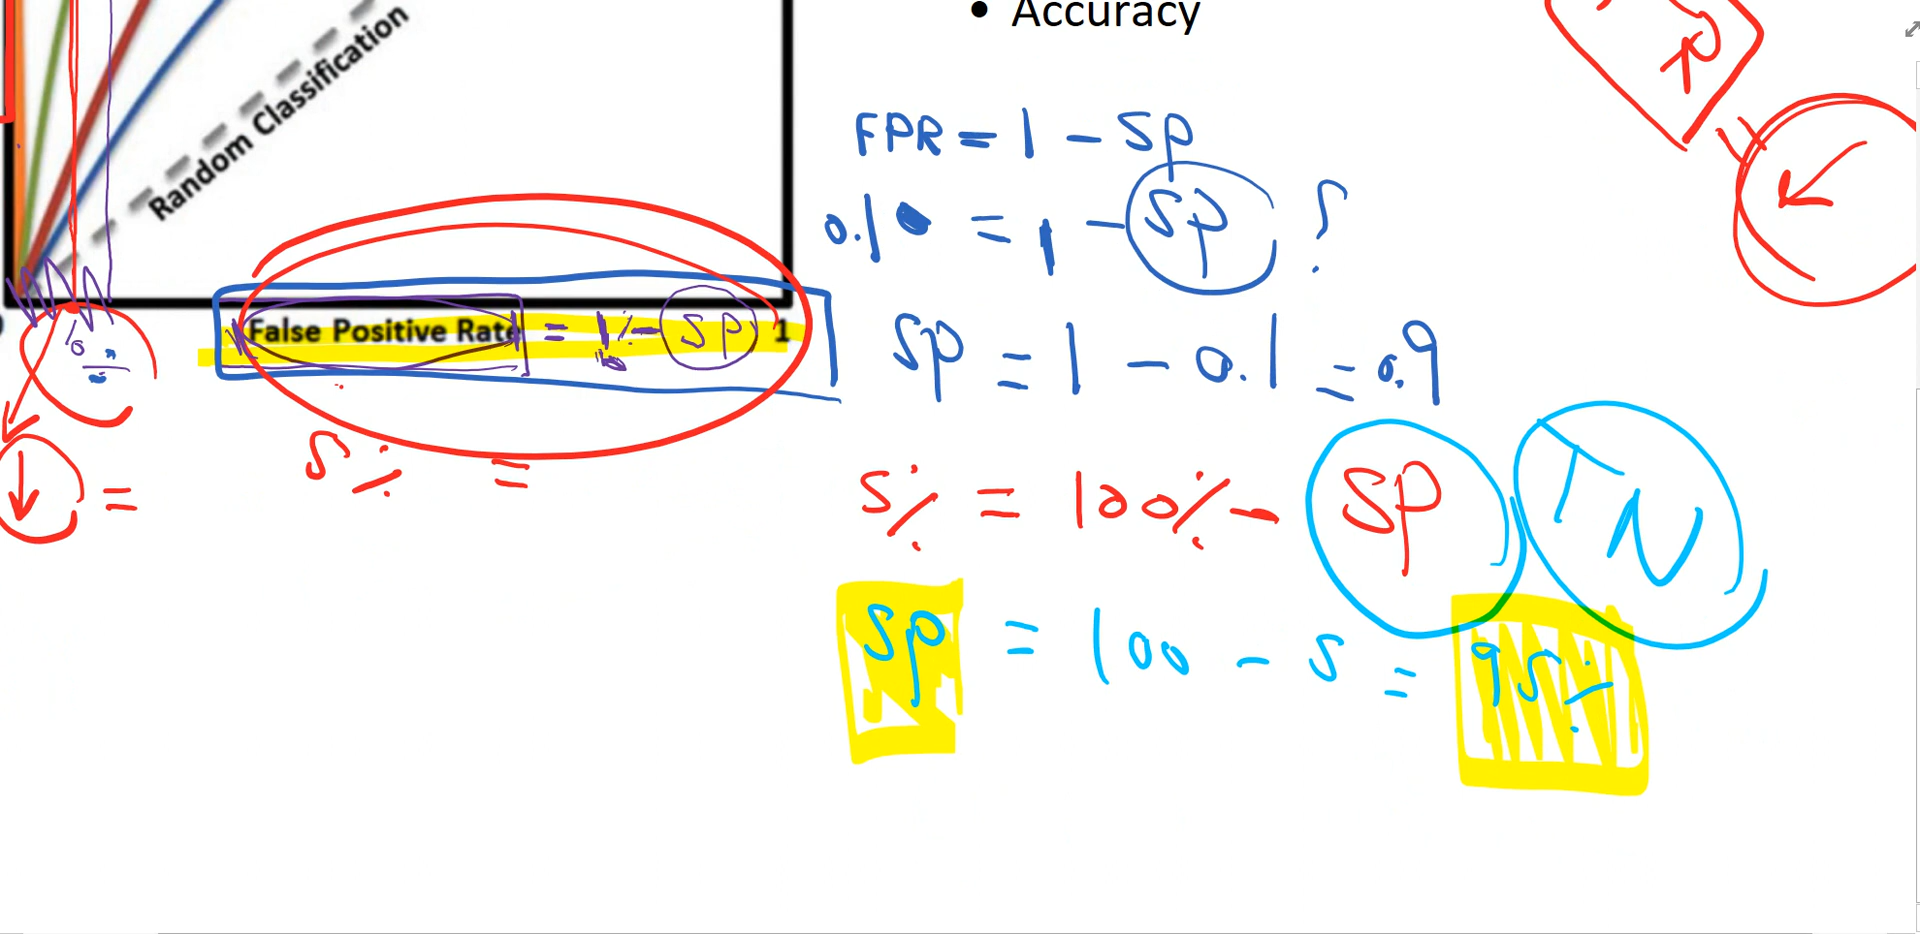 • Accuracy
Random Classification
FPR = 1 - Sp
0.1 = 1 - Sp ?
False Positive Rate = 1 - Sp 1
Sp = 1 - 0.1 = 0.9
5% =
=
5% = 100% - SP TN
Sp = 100 - 5 = 95%